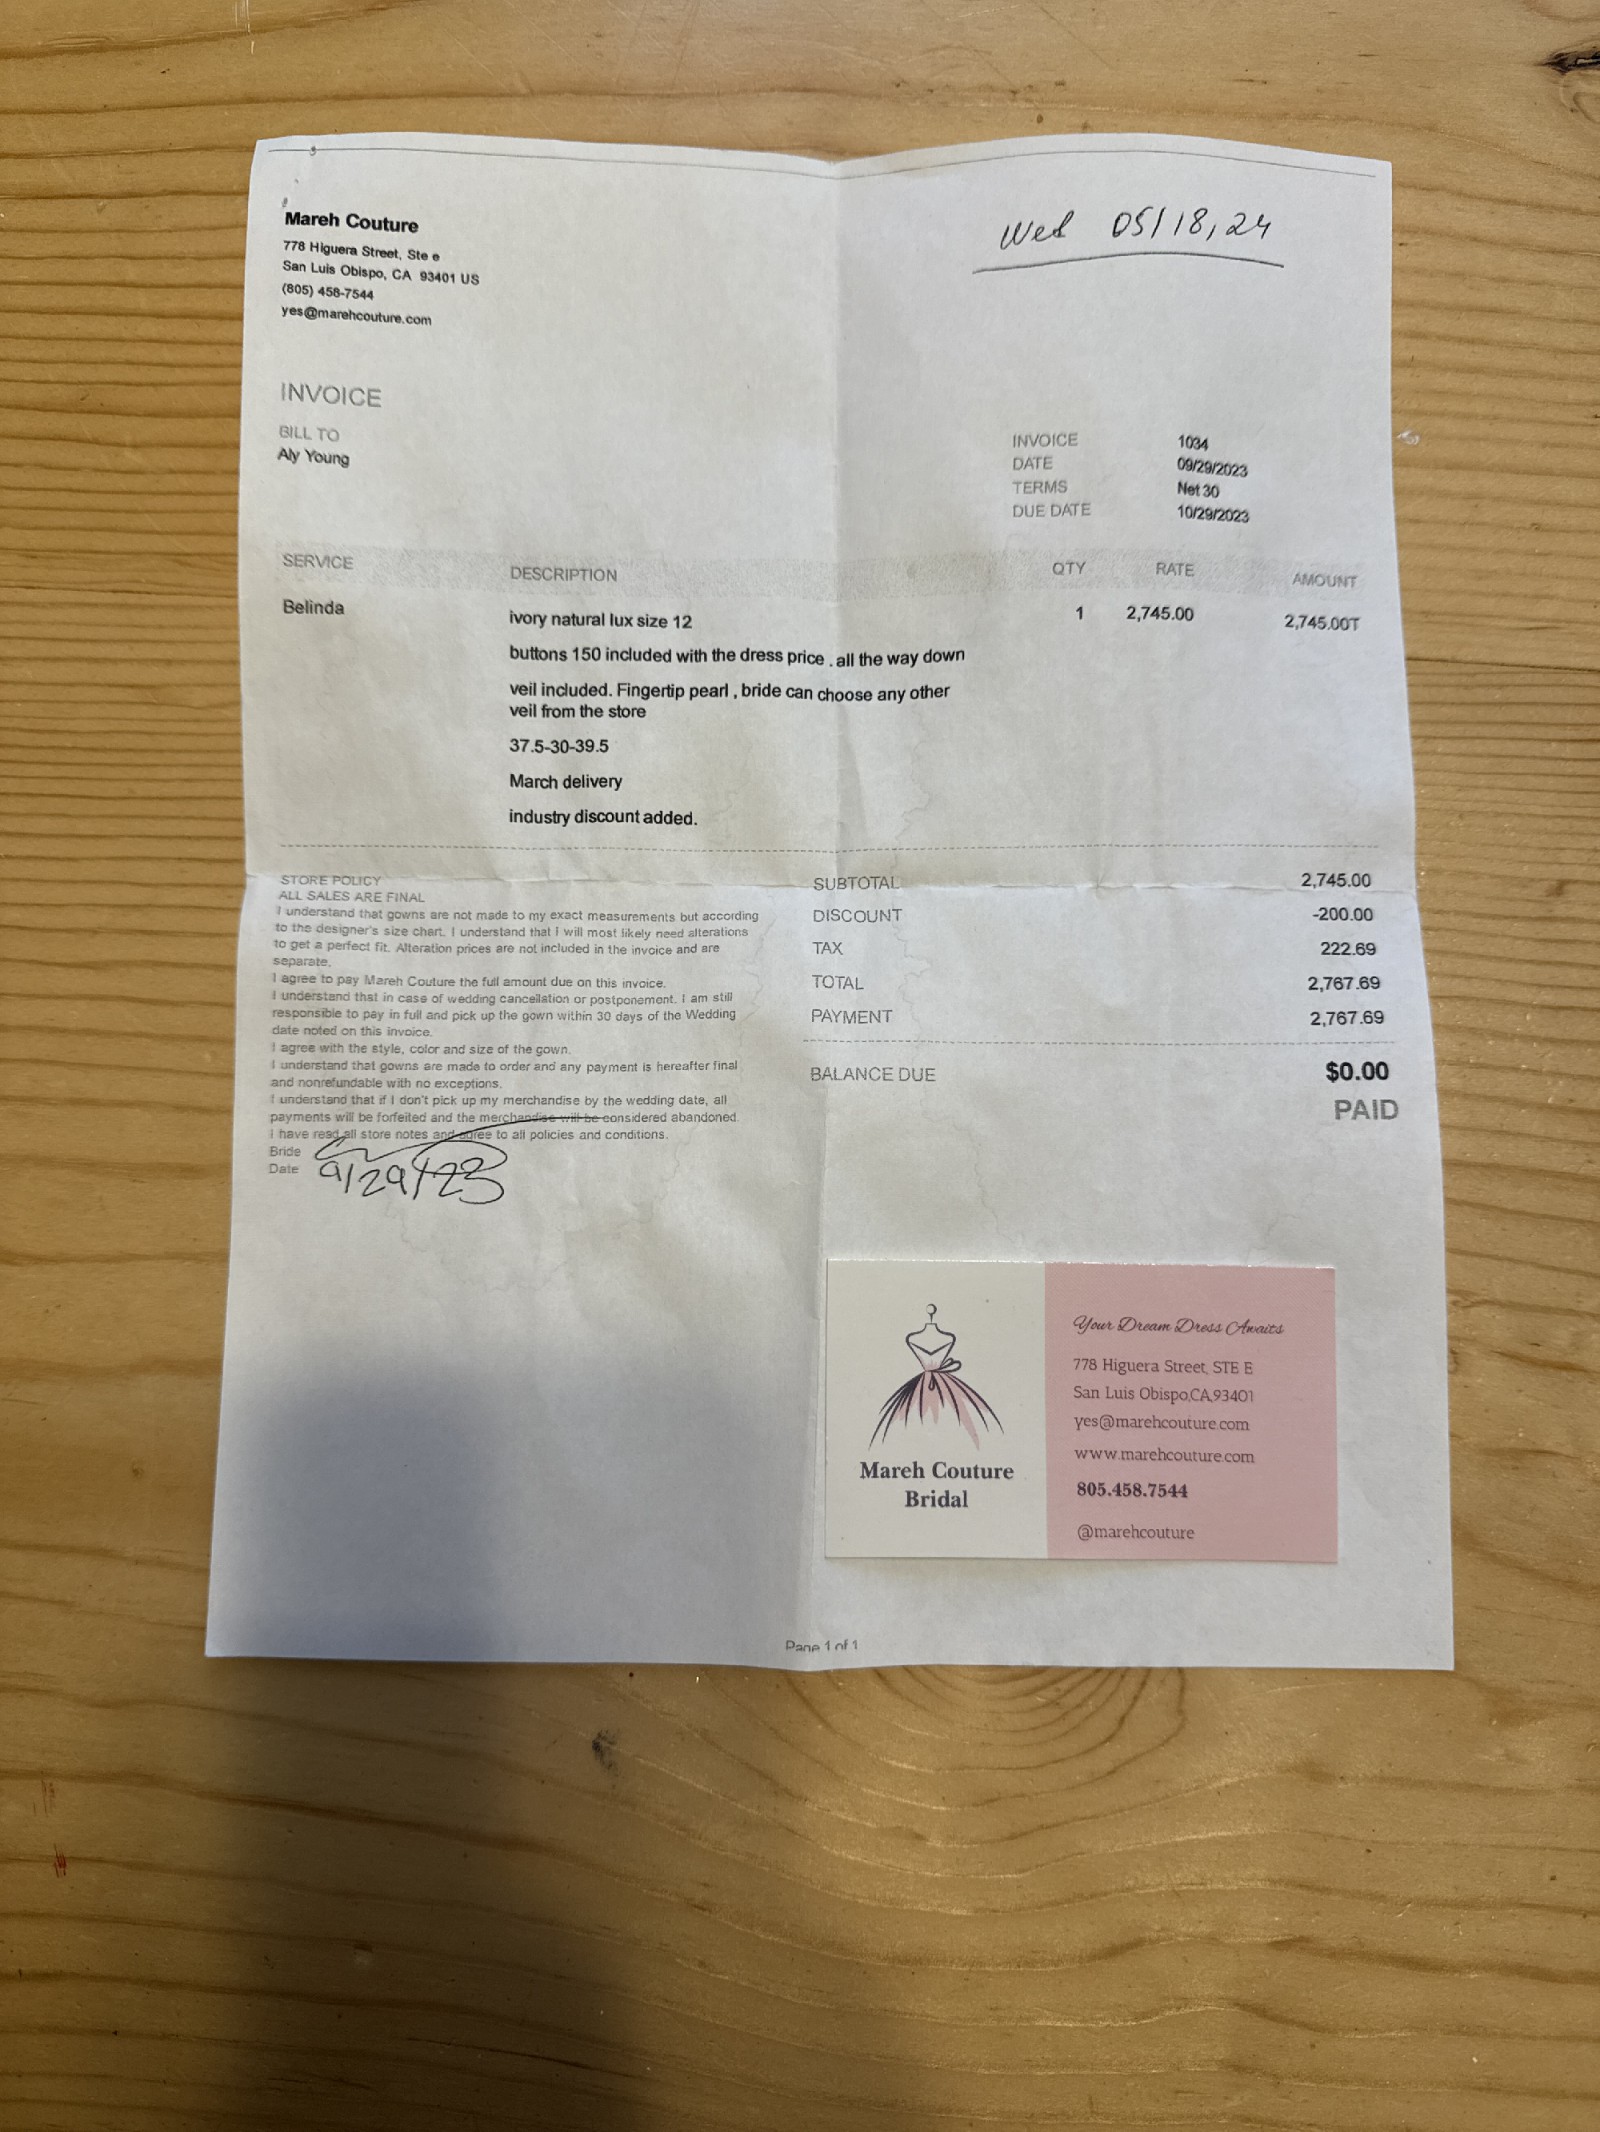 Mareh Couture
778 Higuera Street, Ste e
San Luis Obispo, CA 93401 US
(805) 458-7544
yes@marehcouture.com
Wed 05/18,24
INVOICE
BILL TO
Aly Young
INVOICE 1034
DATE 09/29/2023
TERMS Net 30
DUE DATE 10/29/2023
SERVICE DESCRIPTION QTY RATE AMOUNT
Belinda ivory natural lux size 12 1 2,745.00 2,745.00T
buttons 150 included with the dress price . all the way down
veil included. Fingertip pearl , bride can choose any other
veil from the store
37.5-30-39.5
March delivery
industry discount added.
STORE POLICY
ALL SALES ARE FINAL
I understand that gowns are not made to my exact measurements but according
to the designer's size chart. I understand that i will most likely need alterations
to get a perfect fit. Alteration prices are not included in the invoice and are
separate.
I agree to pay Mareh Couture the full amount due on this invoice.
I understand that in case of wedding cancellation or postponement. I am still
responsible to pay in full and pick up the gown within 30 days of the Wedding
date noted on this invoice.
I agree with the style, color and size of the gown.
I understand that gowns are made to order and any payment is hereafter final
and nonrefundable with no exceptions.
I understand that if I don't pick up my merchandise by the wedding date, all
payments will be forfeited and the merchandise will be considered abandoned.
I have read all store notes and agree to all policies and conditions.
Bride
Date 9/29/23
SUBTOTAL 2,745.00
DISCOUNT -200.00
TAX 222.69
TOTAL 2,767.69
PAYMENT 2,767.69
BALANCE DUE $0.00
PAID
Mareh Couture
Bridal
Your Dream Dress Awaits
778 Higuera Street, STE E
San Luis Obispo,CA,93401
yes@marehcouture.com
www.marehcouture.com
805.458.7544
@marehcouture
Page 1 of 1